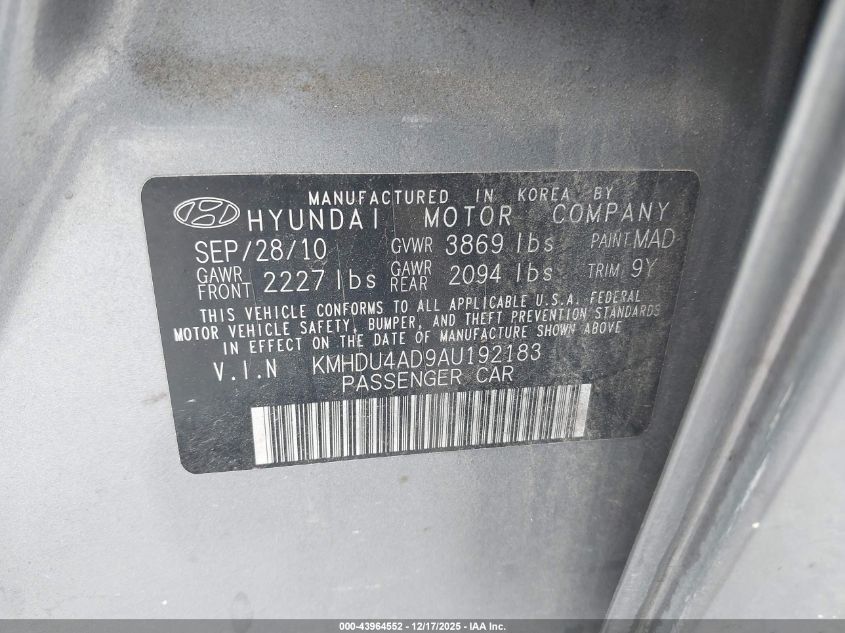 MANUFACTURED IN KOREA BY
HYUNDAI MOTOR COMPANY
SEP/28/10 GVWR 3869 lbs PAINT MAD
GAWR FRONT 2227 lbs GAWR REAR 2094 lbs TRIM 9Y
THIS VEHICLE CONFORMS TO ALL APPLICABLE U.S.A. FEDERAL
MOTOR VEHICLE SAFETY, BUMPER, AND THEFT PREVENTION STANDARDS
IN EFFECT ON THE DATE OF MANUFACTURE SHOWN ABOVE
V.I.N KMHDU4AD9AU192183
PASSENGER CAR
000-43964552 - 12/17/2025 - IAA Inc.